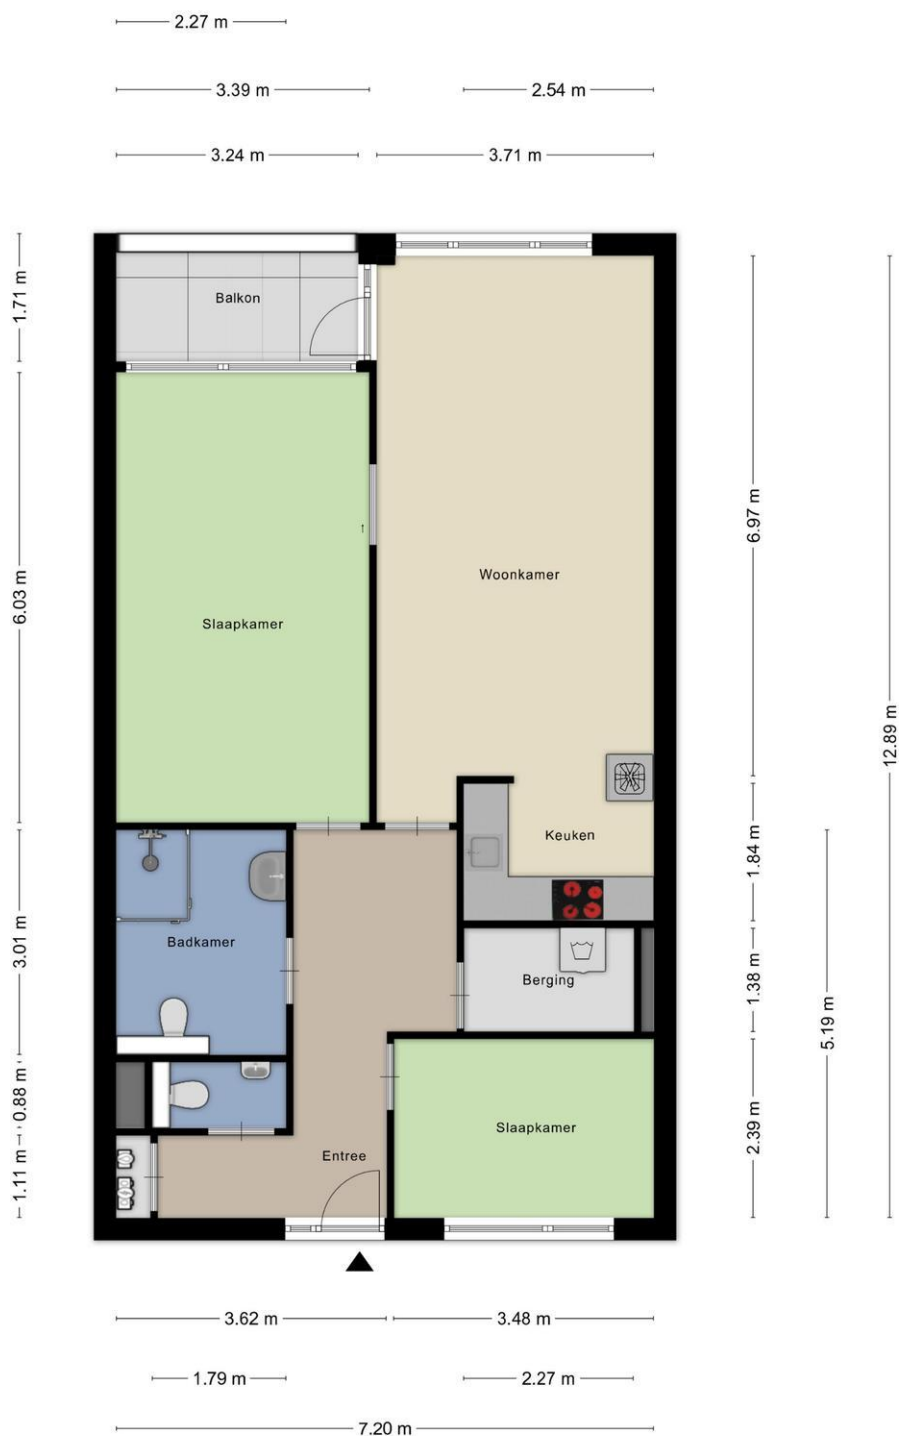 2.27 m
3.39 m
2.54 m
3.24 m
3.71 m
1.71 m
Balkon
6.97 m
Woonkamer
6.03 m
Slaapkamer
12.89 m
Keuken
1.84 m
Badkamer
3.01 m
Berging
1.38 m
5.19 m
0.88 m
Slaapkamer
2.39 m
Entree
1.11 m
3.62 m
3.48 m
1.79 m
2.27 m
7.20 m